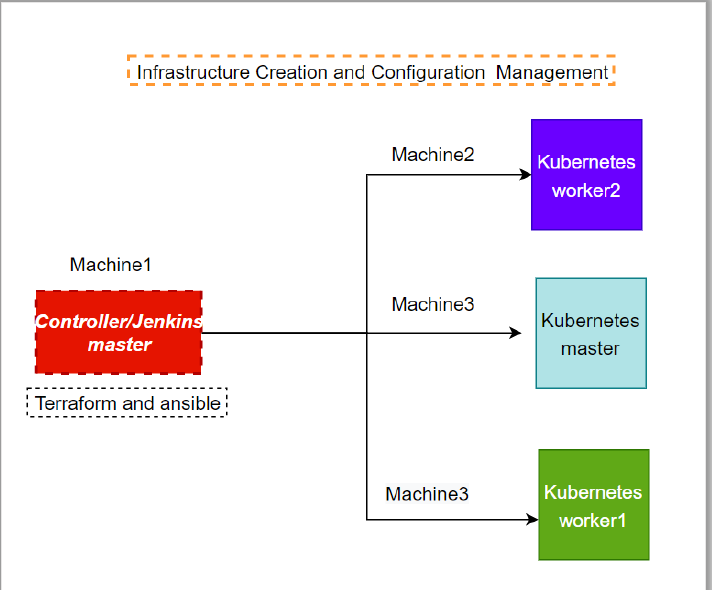 Infrastructure Creation and Configuration Management
Machine2
Kubernetes
worker2
Machine1
Controller/Jenkins
master
Terraform and ansible
Machine3
Kubernetes
master
Machine3
Kubernetes
worker1